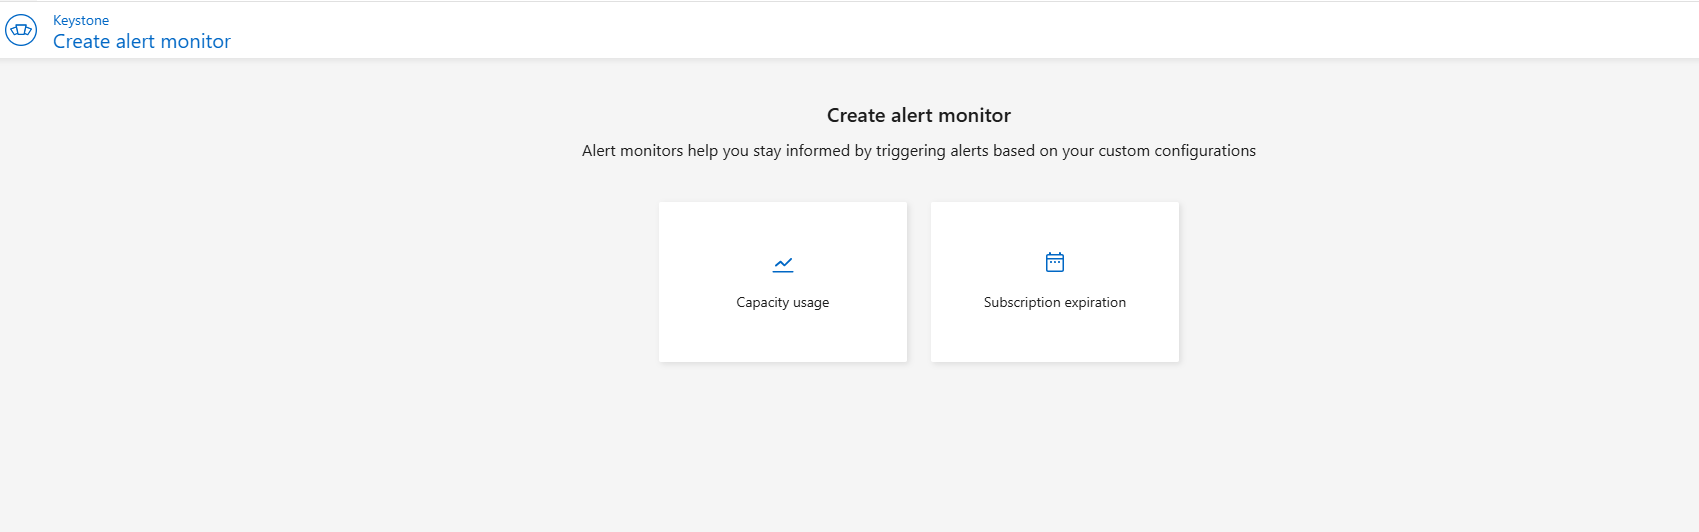 Keystone
Create alert monitor
Create alert monitor
Alert monitors help you stay informed by triggering alerts based on your custom configurations
Capacity usage
Subscription expiration